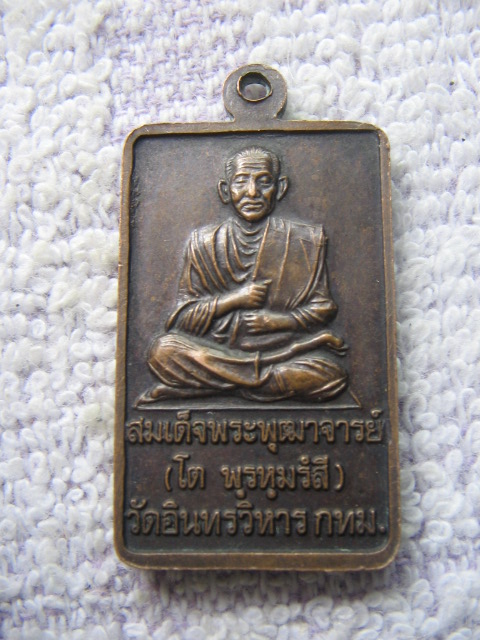 สมเด็จพระพุฒาจารย์
(โต พฺรหฺมรํสี)
วัดอินทรวิหาร กทม.